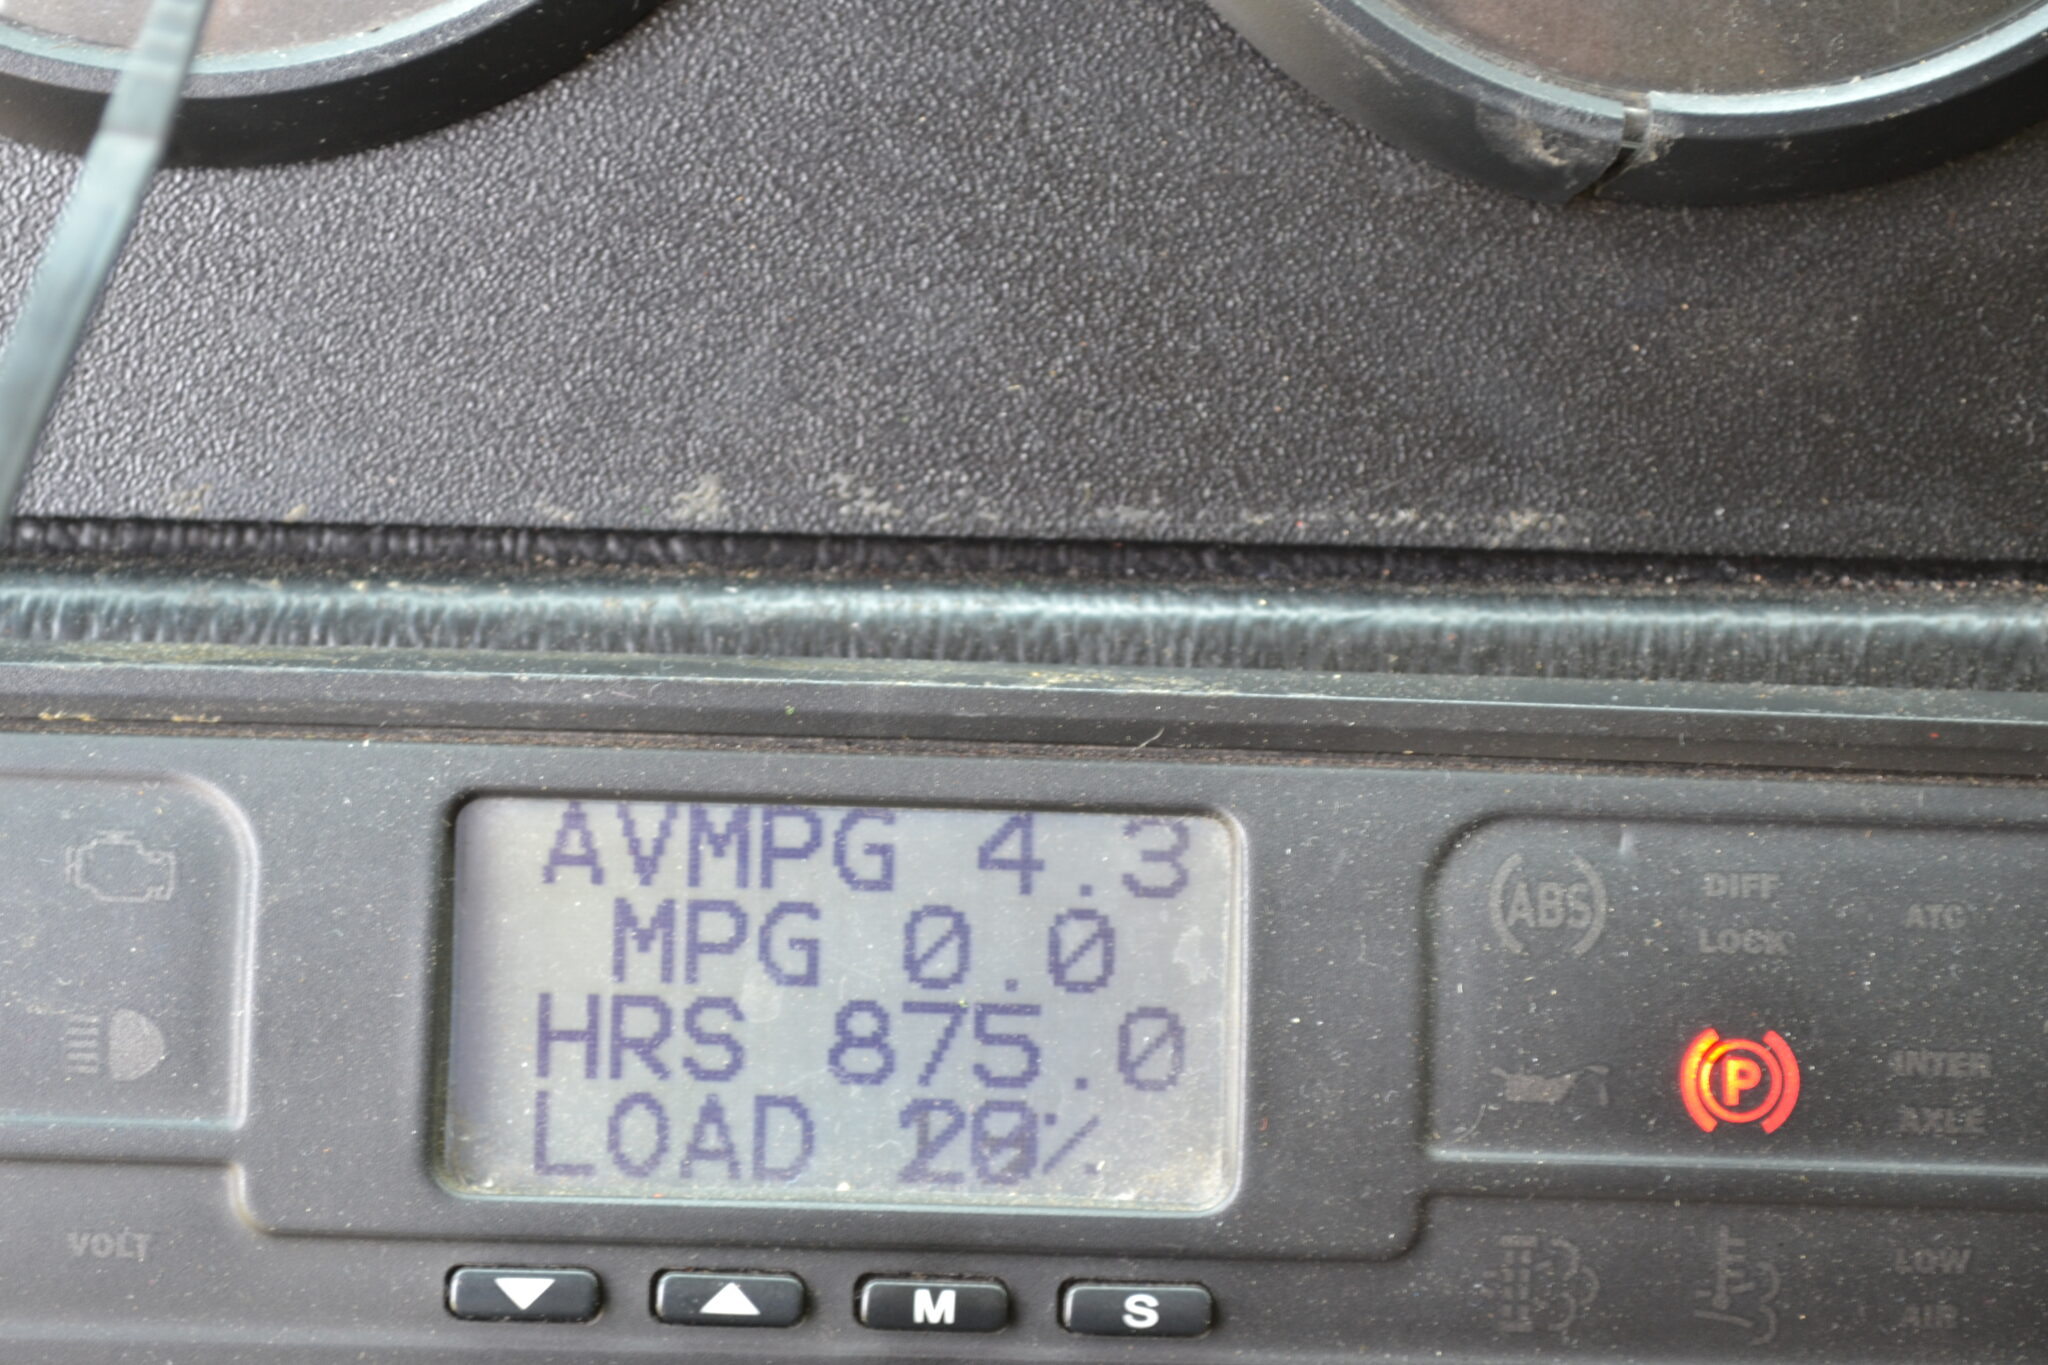 AVMPG 4.3
MPG 0.0
HRS 875.0
LOAD 20%
ABS
DIFF
LOCK
ATC
P
INTER
AXLE
VOLT
LOW
AIR
M
S